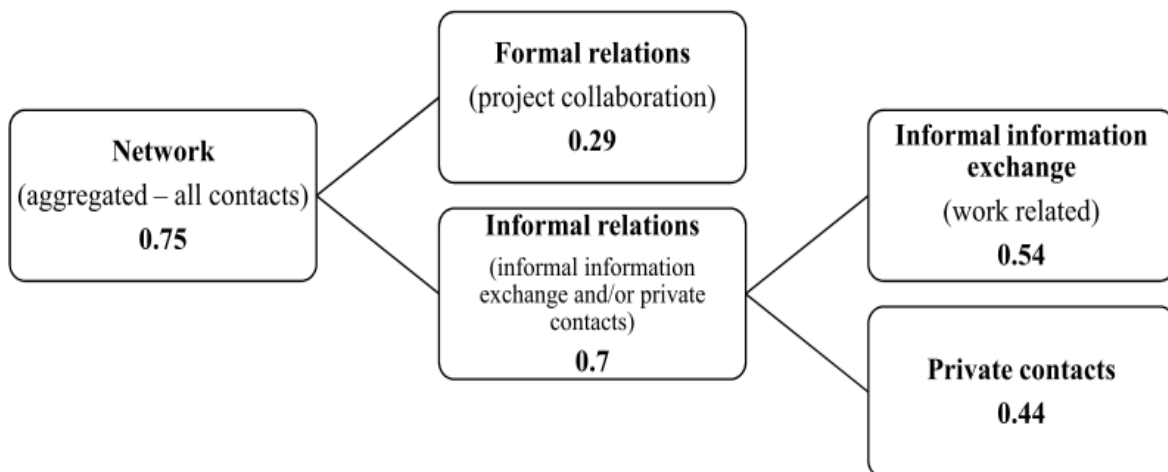 Network
(aggregated – all contacts)
0.75
Formal relations
(project collaboration)
0.29
Informal relations
(informal information
exchange and/or private
contacts)
0.7
Informal information
exchange
(work related)
0.54
Private contacts
0.44